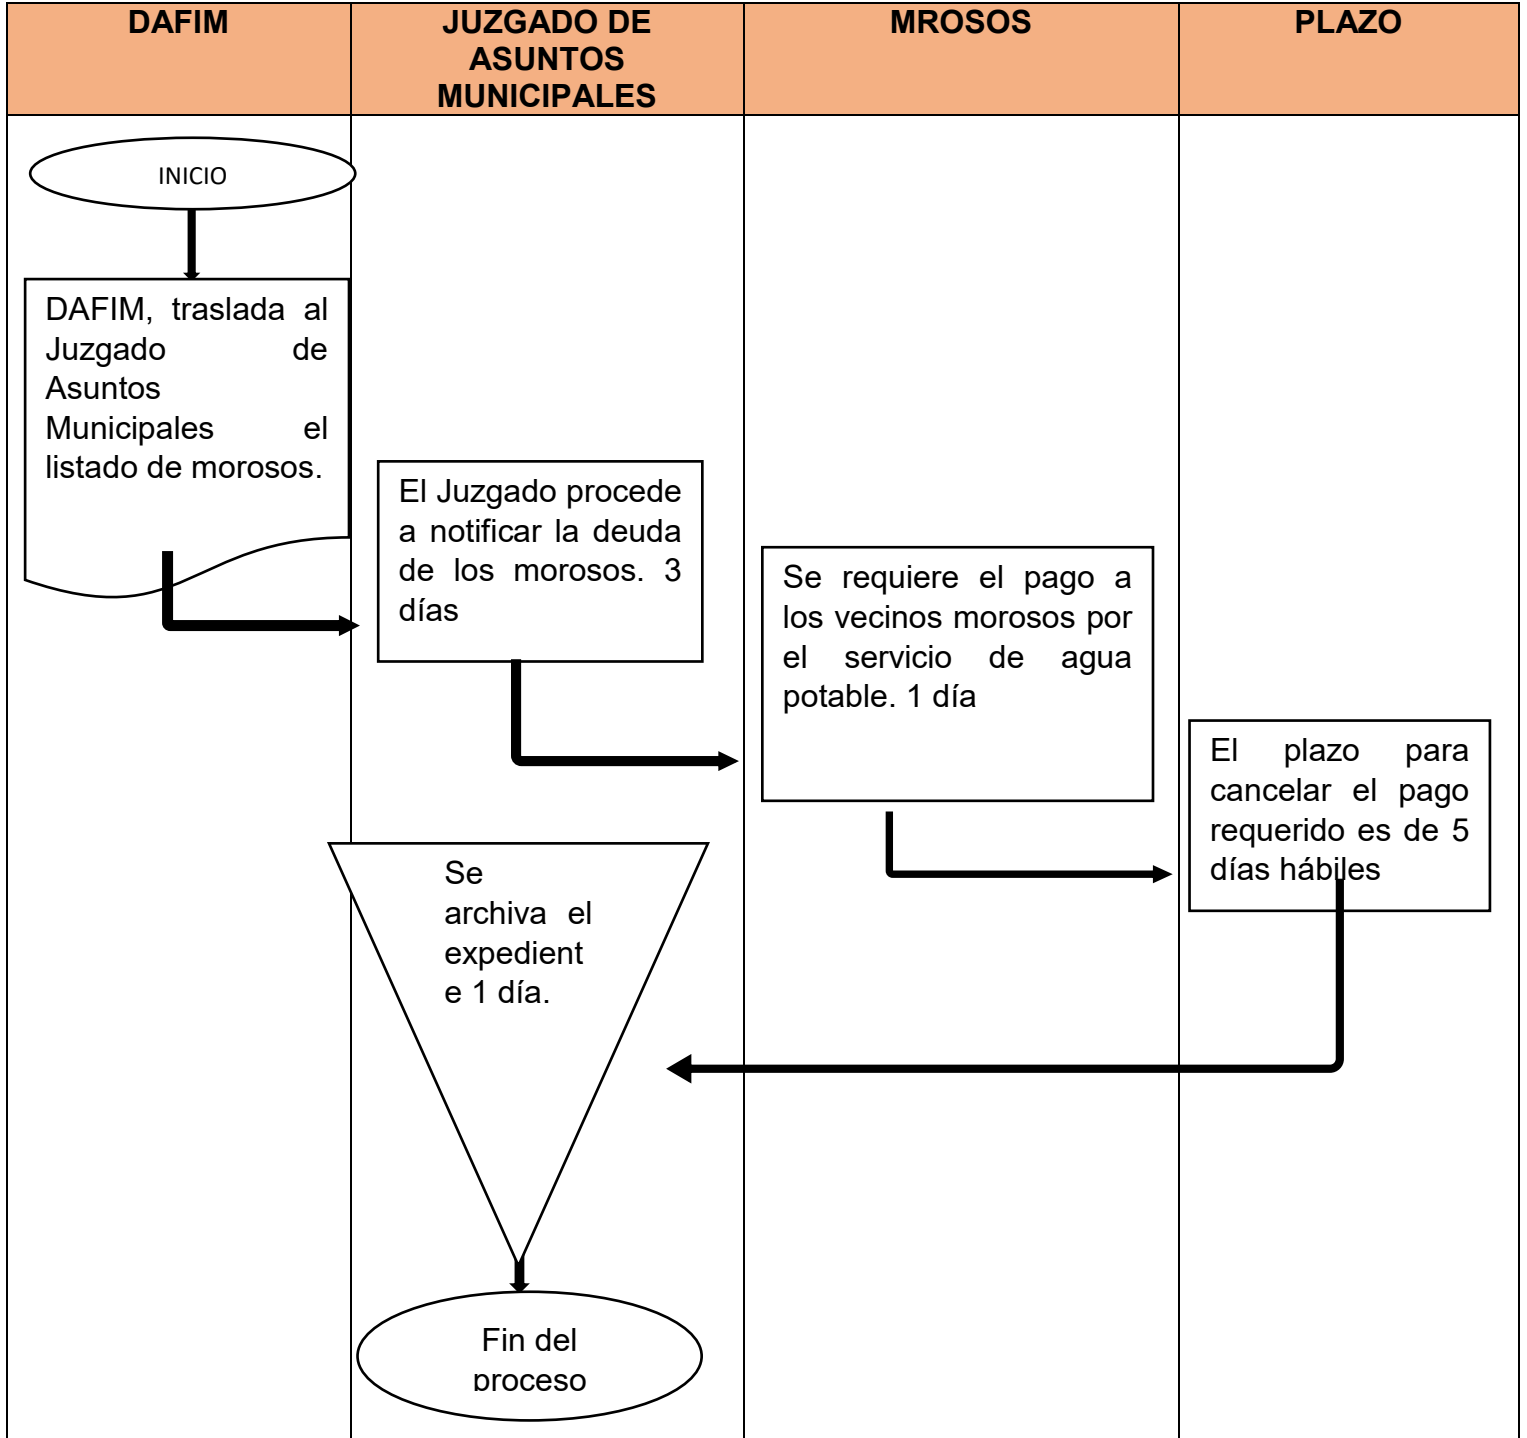 DAFIM
JUZGADO DE
ASUNTOS
MUNICIPALES
MROSOS
PLAZO
INICIO
DAFIM, traslada al
Juzgado de
Asuntos
Municipales el
listado de morosos.
El Juzgado procede
a notificar la deuda
de los morosos. 3
días
Se requiere el pago a
los vecinos morosos por
el servicio de agua
potable. 1 día
El plazo para
cancelar el pago
requerido es de 5
días hábiles
Se
archiva el
expedient
e 1 día.
Fin del
proceso